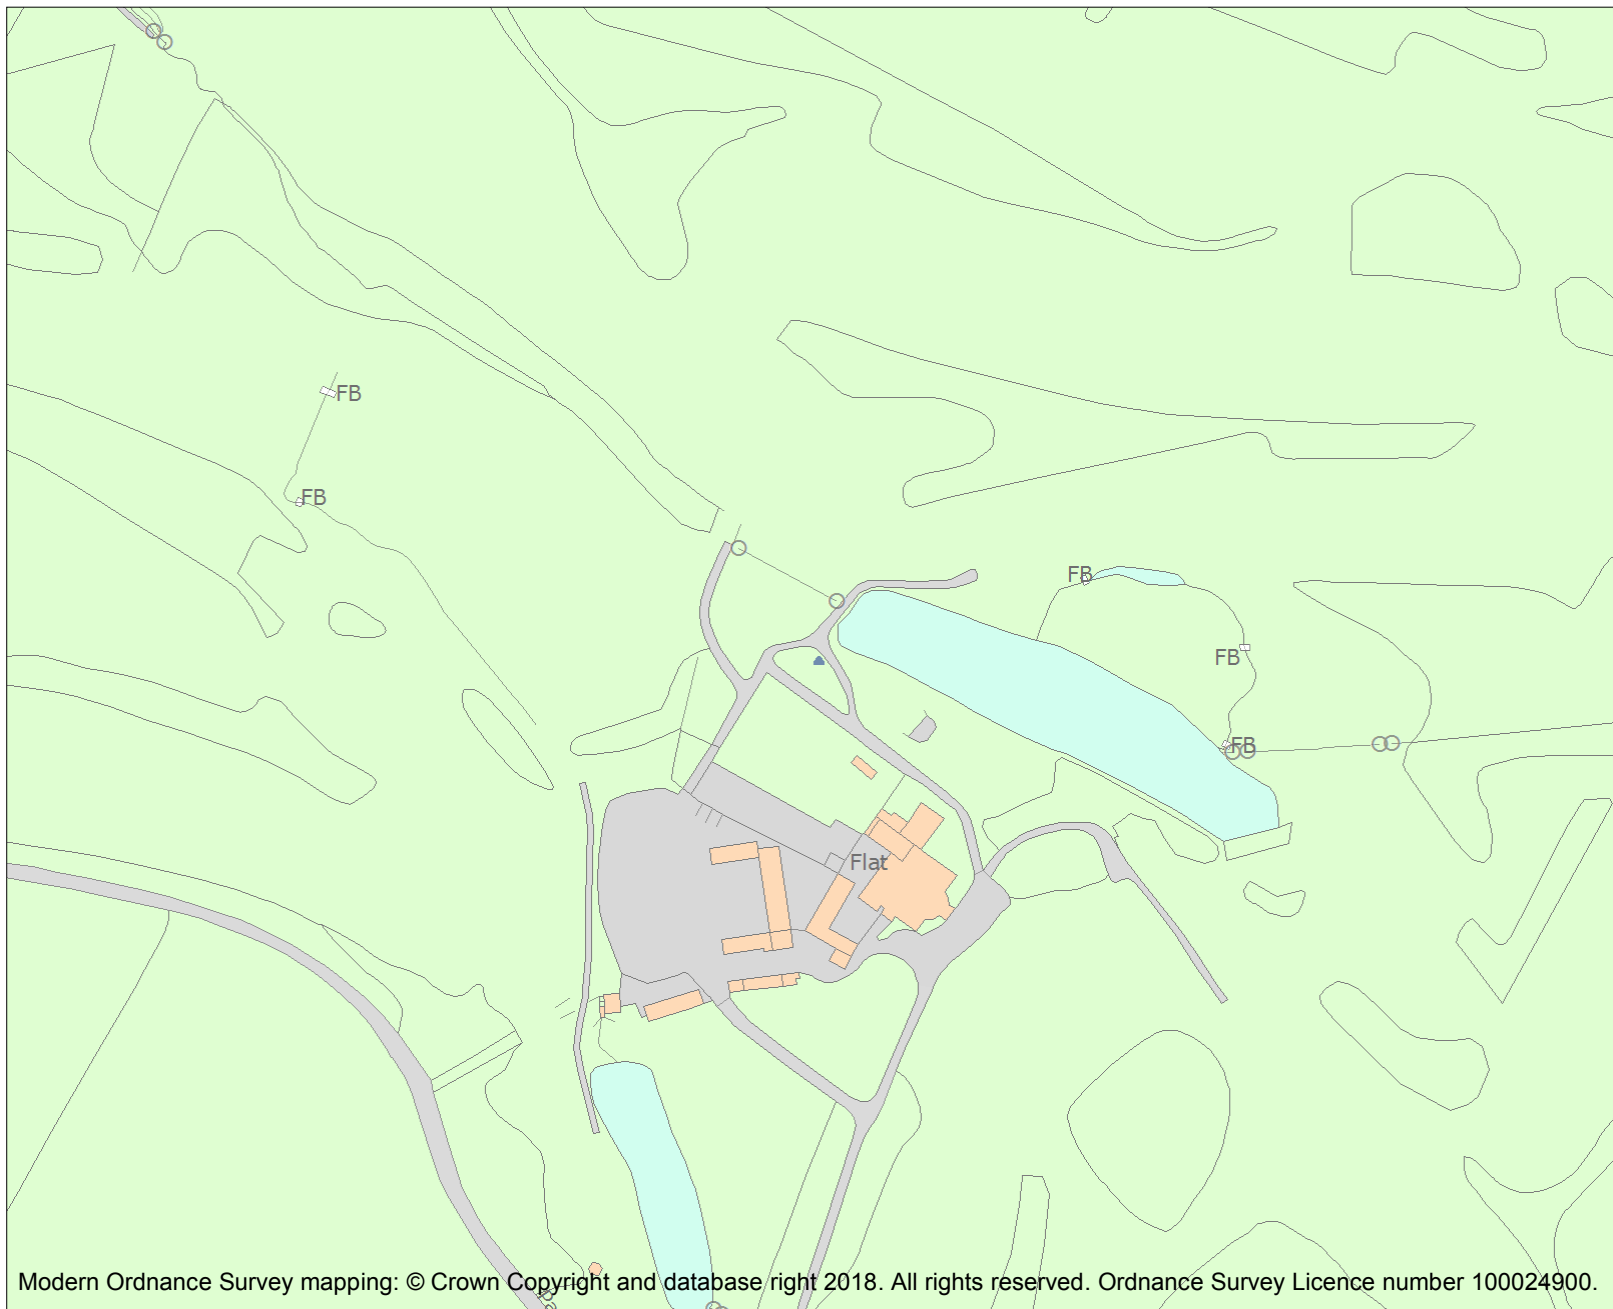 FB
FB
FB
FB
FB
Flat
Modern Ordnance Survey mapping: © Crown Copyright and database right 2018. All rights reserved. Ordnance Survey Licence number 100024900.